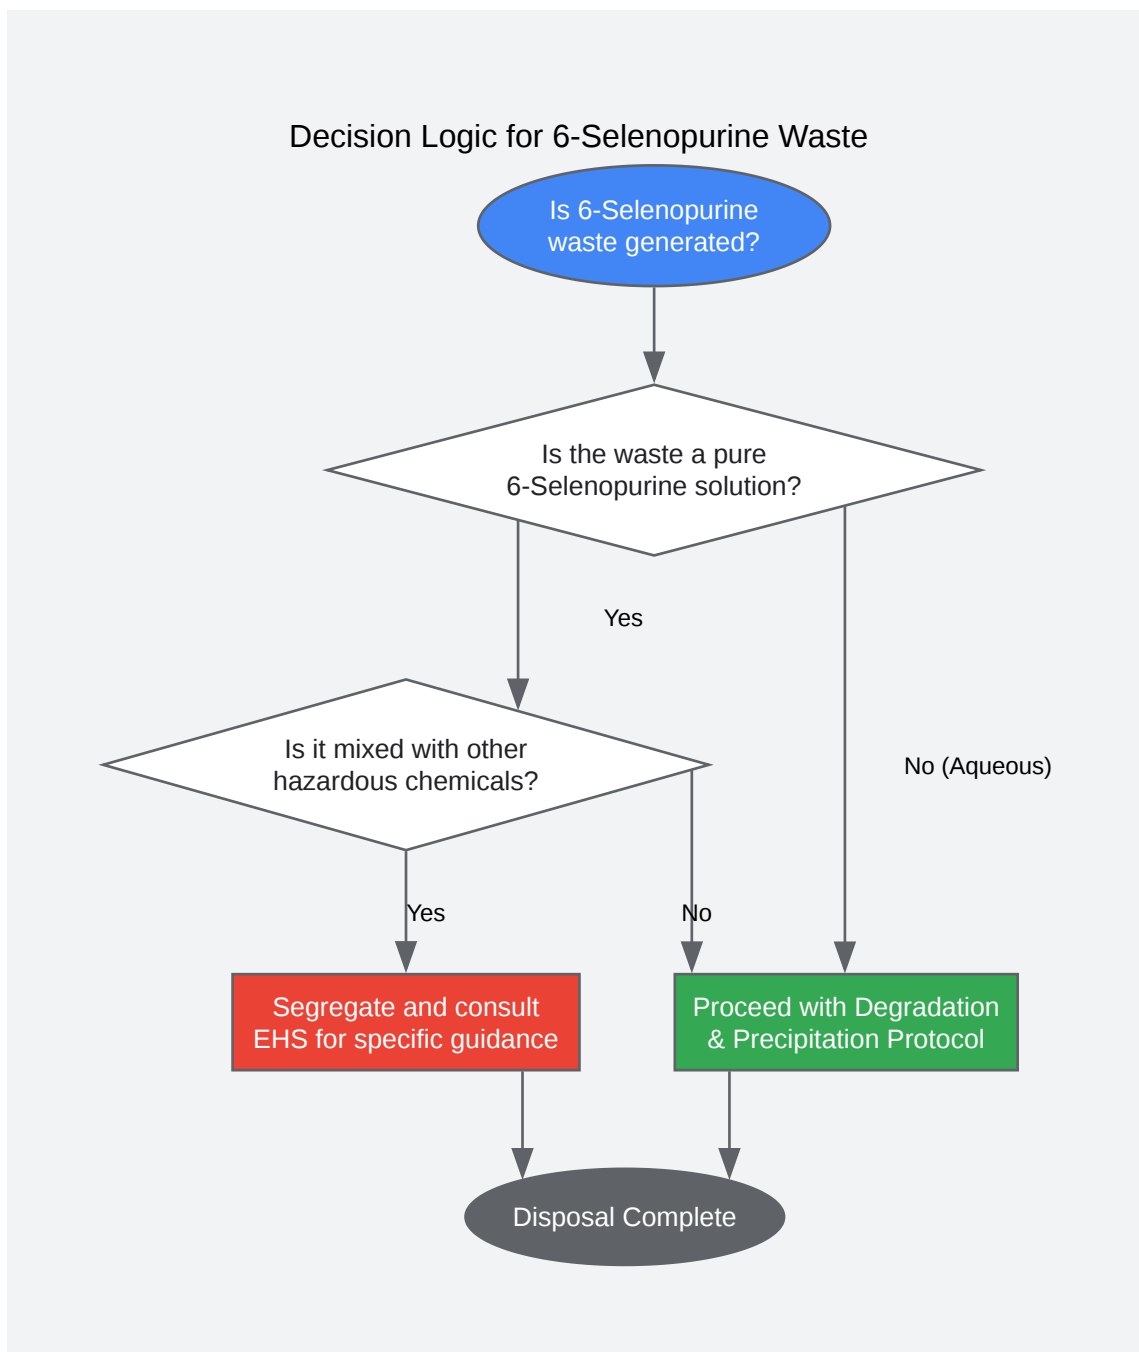 Decision Logic for 6-Selenopurine Waste
Is 6-Selenopurine
waste generated?
Is the waste a pure
6-Selenopurine solution?
Yes
Is it mixed with other
hazardous chemicals?
No (Aqueous)
Yes
No
Segregate and consult
EHS for specific guidance
Proceed with Degradation
& Precipitation Protocol
Disposal Complete